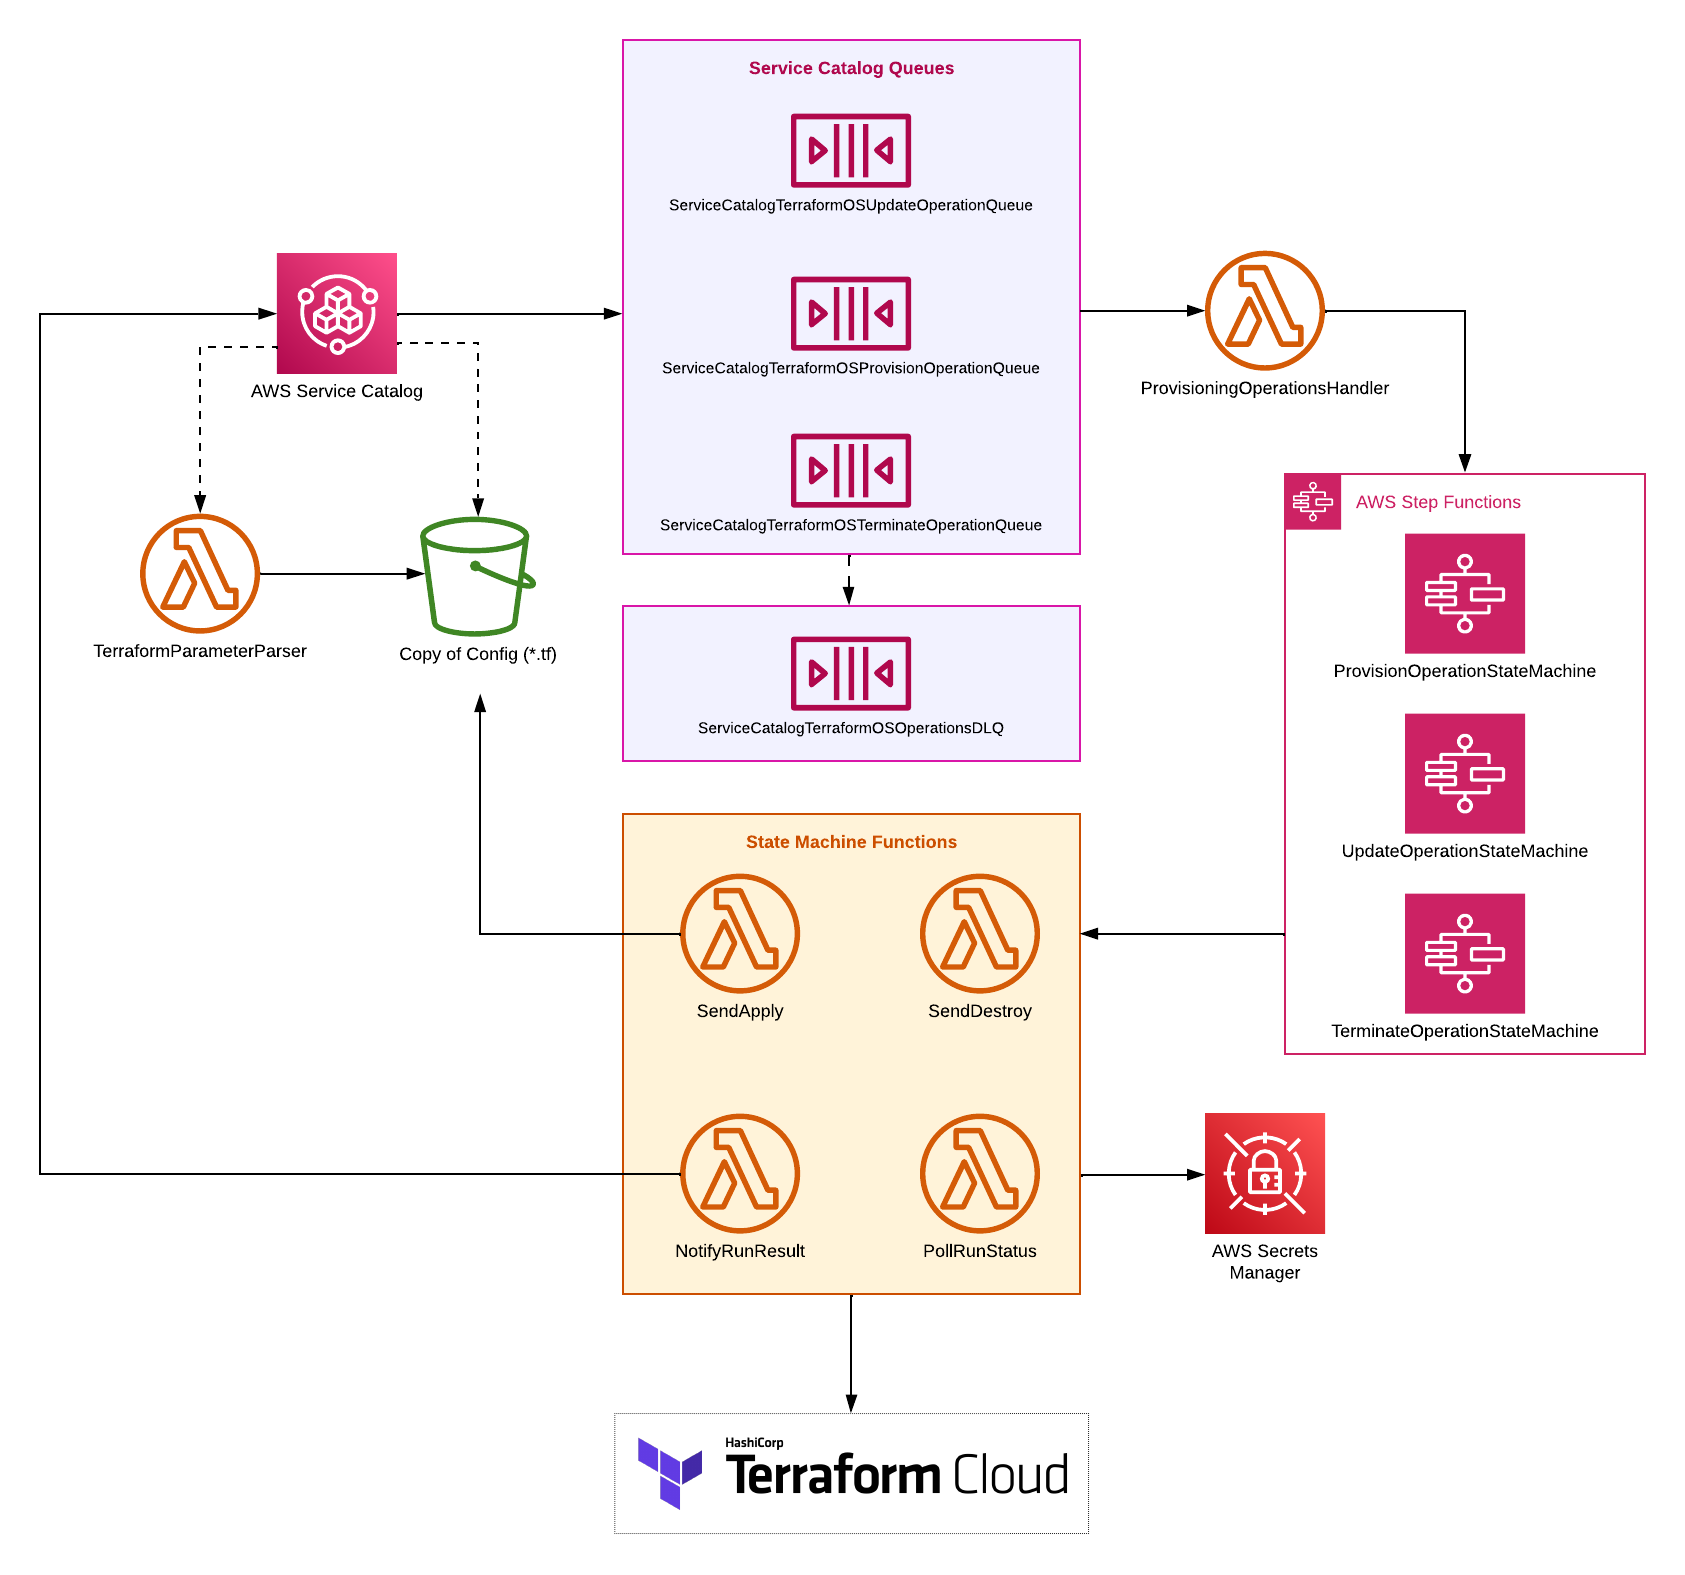 Service Catalog Queues
ServiceCatalogTerraformOSUpdateOperationQueue
ServiceCatalogTerraformOSProvisionOperationQueue
ServiceCatalogTerraformOSTerminateOperationQueue
AWS Service Catalog
ProvisioningOperationsHandler
TerraformParameterParser
Copy of Config (*.tf)
ServiceCatalogTerraformOSOperationsDLQ
AWS Step Functions
ProvisionOperationStateMachine
UpdateOperationStateMachine
TerminateOperationStateMachine
State Machine Functions
SendApply
SendDestroy
NotifyRunResult
PollRunStatus
AWS Secrets
Manager
HashiCorp
Terraform Cloud